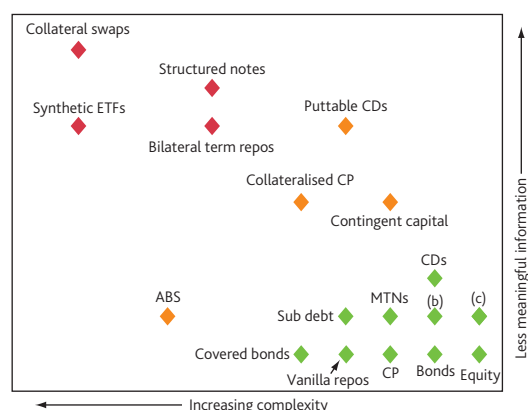 Collateral swaps
Structured notes
Synthetic ETFs
Puttable CDs
Bilateral term repos
Collateralised CP
Contingent capital
CDs
ABS
MTNs
(b)
(c)
Sub debt
Covered bonds
Vanilla repos
CP
Bonds
Equity
Less meaningful information
Increasing complexity